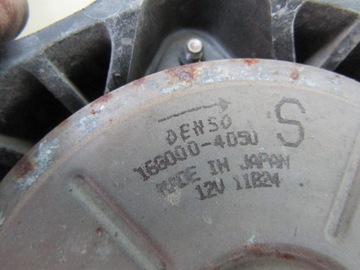 DENSO
168000-4050
MADE IN JAPAN
12V 11B24
S